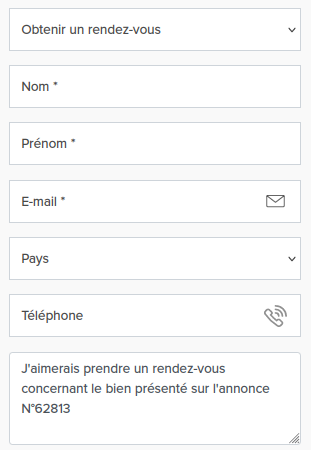 Obtenir un rendez-vous
Nom *
Prénom *
E-mail *
Pays
Téléphone
J'aimerais prendre un rendez-vous
concernant le bien présenté sur l'annonce
N°62813